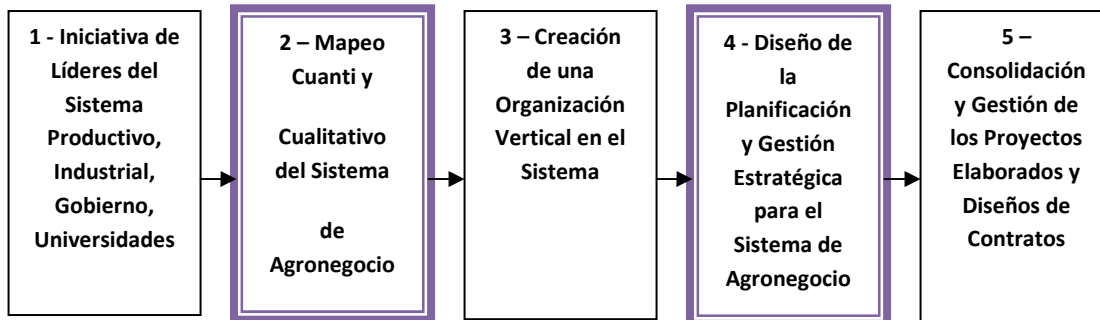 1 - Iniciativa de
Líderes del
Sistema
Productivo,
Industrial,
Gobierno,
Universidades
2 – Mapeo
Cuanti y
Cualitativo
del Sistema
de
Agronegocio
3 – Creación
de una
Organización
Vertical en el
Sistema
4 - Diseño de
la
Planificación
y Gestión
Estratégica
para el
Sistema de
Agronegocio
5 –
Consolidación
y Gestión de
los Proyectos
Elaborados y
Diseños de
Contratos